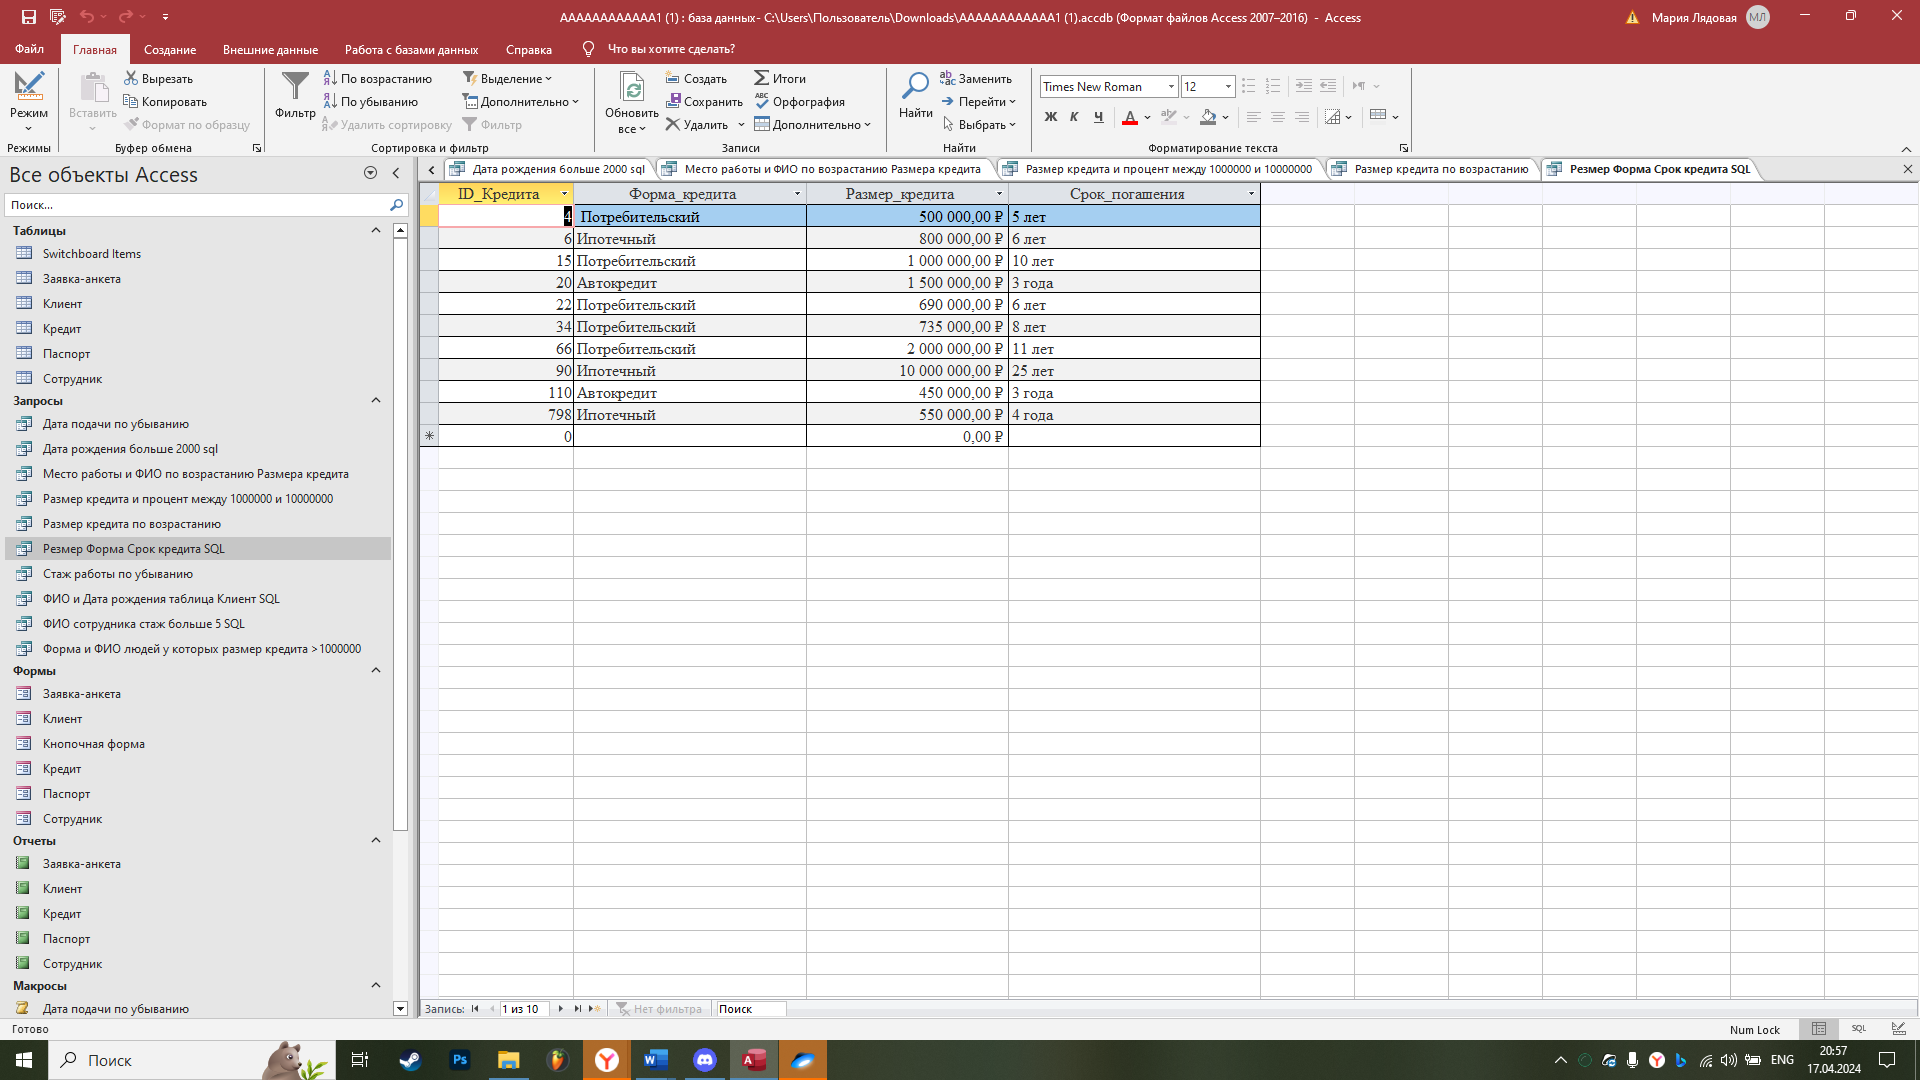 AAAAAAAAAAAA1 (1) : база данных- C:\Users\Пользователь\Downloads\AAAAAAAAAAAA1 (1).accdb (Формат файлов Access 2007–2016) - Access
Мария Лядовая
МЛ
Файл
Главная
Создание
Внешние данные
Работа с базами данных
Справка
Что вы хотите сделать?
Режим
Режимы
Вставить
Вырезать
Копировать
Формат по образцу
Буфер обмена
Фильтр
По возрастанию
По убыванию
Удалить сортировку
Выделение
Дополнительно
Фильтр
Сортировка и фильтр
Обновить
все
Создать
Сохранить
Удалить
Итоги
Орфография
Дополнительно
Записи
Найти
Заменить
Перейти
Выбрать
Найти
Times New Roman
12
Ж К Ч
Форматирование текста
Все объекты Access
Поиск...
Таблицы
Switchboard Items
Заявка-анкета
Клиент
Кредит
Паспорт
Сотрудник
Запросы
Дата подачи по убыванию
Дата рождения больше 2000 sql
Место работы и ФИО по возрастанию Размера кредита
Размер кредита и процент между 1000000 и 10000000
Размер кредита по возрастанию
Резмер Форма Срок кредита SQL
Стаж работы по убыванию
ФИО и Дата рождения таблица Клиент SQL
ФИО сотрудника стаж больше 5 SQL
Форма и ФИО людей у которых размер кредита >1000000
Формы
Заявка-анкета
Клиент
Кнопочная форма
Кредит
Паспорт
Сотрудник
Отчеты
Заявка-анкета
Клиент
Кредит
Паспорт
Сотрудник
Макросы
Дата подачи по убыванию
Дата рождения больше 2000 sql
Место работы и ФИО по возрастанию Размера кредита
Размер кредита и процент между 1000000 и 10000000
Размер кредита по возрастанию
Резмер Форма Срок кредита SQL
ID_Кредита Форма_кредита Размер_кредита Срок_погашения
4 Потребительский 500 000,00 ₽ 5 лет
6 Ипотечный 800 000,00 ₽ 6 лет
15 Потребительский 1 000 000,00 ₽ 10 лет
20 Автокредит 1 500 000,00 ₽ 3 года
22 Потребительский 690 000,00 ₽ 6 лет
34 Потребительский 735 000,00 ₽ 8 лет
66 Потребительский 2 000 000,00 ₽ 11 лет
90 Ипотечный 10 000 000,00 ₽ 25 лет
110 Автокредит 450 000,00 ₽ 3 года
798 Ипотечный 550 000,00 ₽ 4 года
0 0,00 ₽
Запись: 1 из 10 Нет фильтра Поиск
Готово
Num Lock
SQL
Поиск
ENG
20:57
17.04.2024